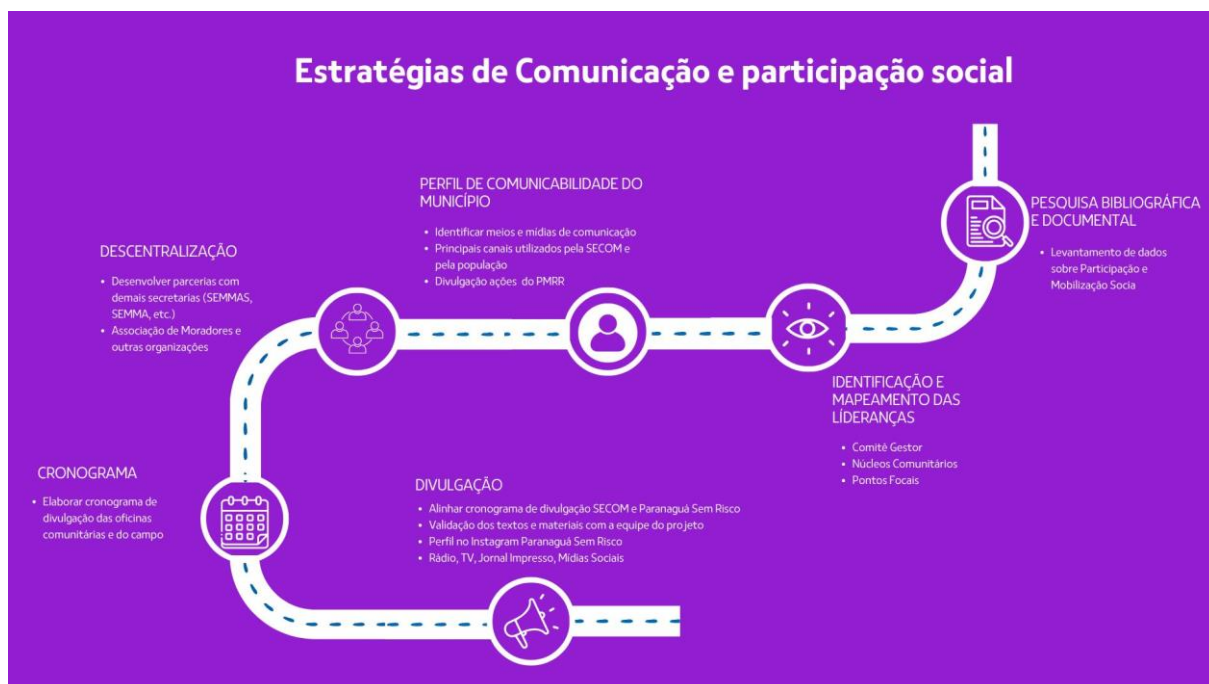 Estratégias de Comunicação e participação social
PESQUISA BIBLIOGRÁFICA
E DOCUMENTAL
• Levantamento de dados
sobre Participação e
Mobilização Socia
IDENTIFICAÇÃO E
MAPEAMENTO DAS
LÍDERANÇAS
• Comitê Gestor
• Núcleos Comunitários
• Pontos Focais
PERFIL DE COMUNICABILIDADE DO
MUNICÍPIO
• Identificar meios e mídias de comunicação
• Principais canais utilizados pela SECOM e
pela população
• Divulgação ações do PMRR
DESCENTRALIZAÇÃO
• Desenvolver parcerias com
demais secretarias (SEMMAS,
SEMMA, etc.)
• Associação de Moradores e
outras organizações
CRONOGRAMA
• Elaborar cronograma de
divulgação das oficinas
comunitárias e do campo
DIVULGAÇÃO
• Alinhar cronograma de divulgação SECOM e Paranaguá Sem Risco
• Validação dos textos e materiais com a equipe do projeto
• Perfil no Instagram Paranaguá Sem Risco
• Rádio, TV, Jornal Impresso, Mídias Sociais